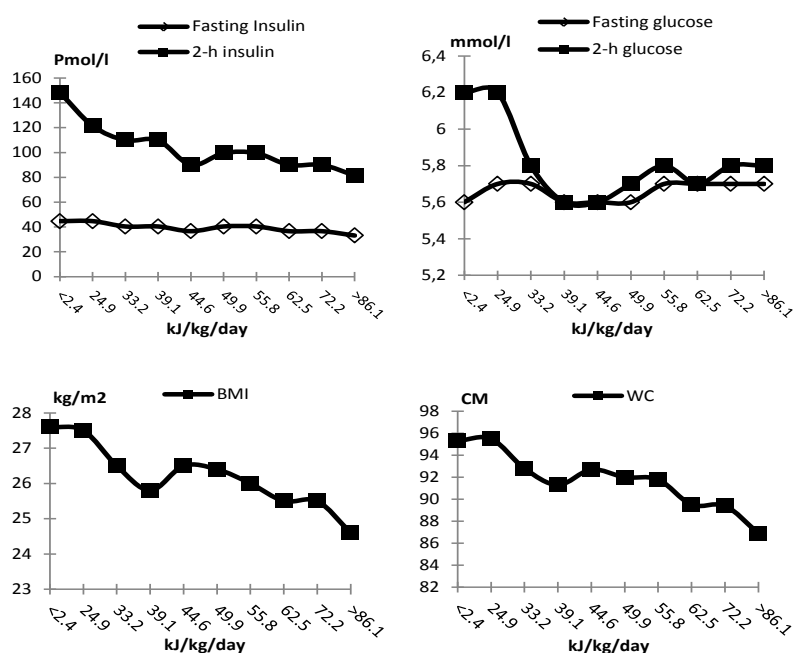 Fasting Insulin
2-h insulin
Pmol/l
160
140
120
100
80
60
40
20
0
<2.4 24.9 33.2 39.1 44.6 49.9 55.8 62.5 72.2 >86.1
kJ/kg/day
Fasting glucose
2-h glucose
mmol/l
6,4
6,2
6
5,8
5,6
5,4
5,2
<2.4 24.9 33.2 39.1 44.6 49.9 55.8 62.5 72.2 >86.1
kJ/kg/day
kg/m2
BMI
28
27
26
25
24
23
<2.4 24.9 33.2 39.1 44.6 49.9 55.8 62.5 72.2 >86.1
kJ/kg/day
CM
WC
98
96
94
92
90
88
86
84
82
<2.4 24.9 33.2 39.1 44.6 49.9 55.8 62.5 72.2 >86.1
kJ/kg/day